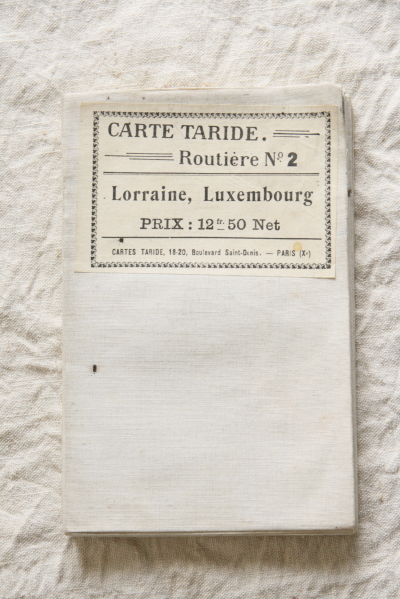 CARTE TARIDE.
Routière Nº 2
Lorraine, Luxembourg
PRIX : 12 fr. 50 Net
CARTES TARIDE, 18-20, Boulevard Saint-Denis. — PARIS (Xᵉ)